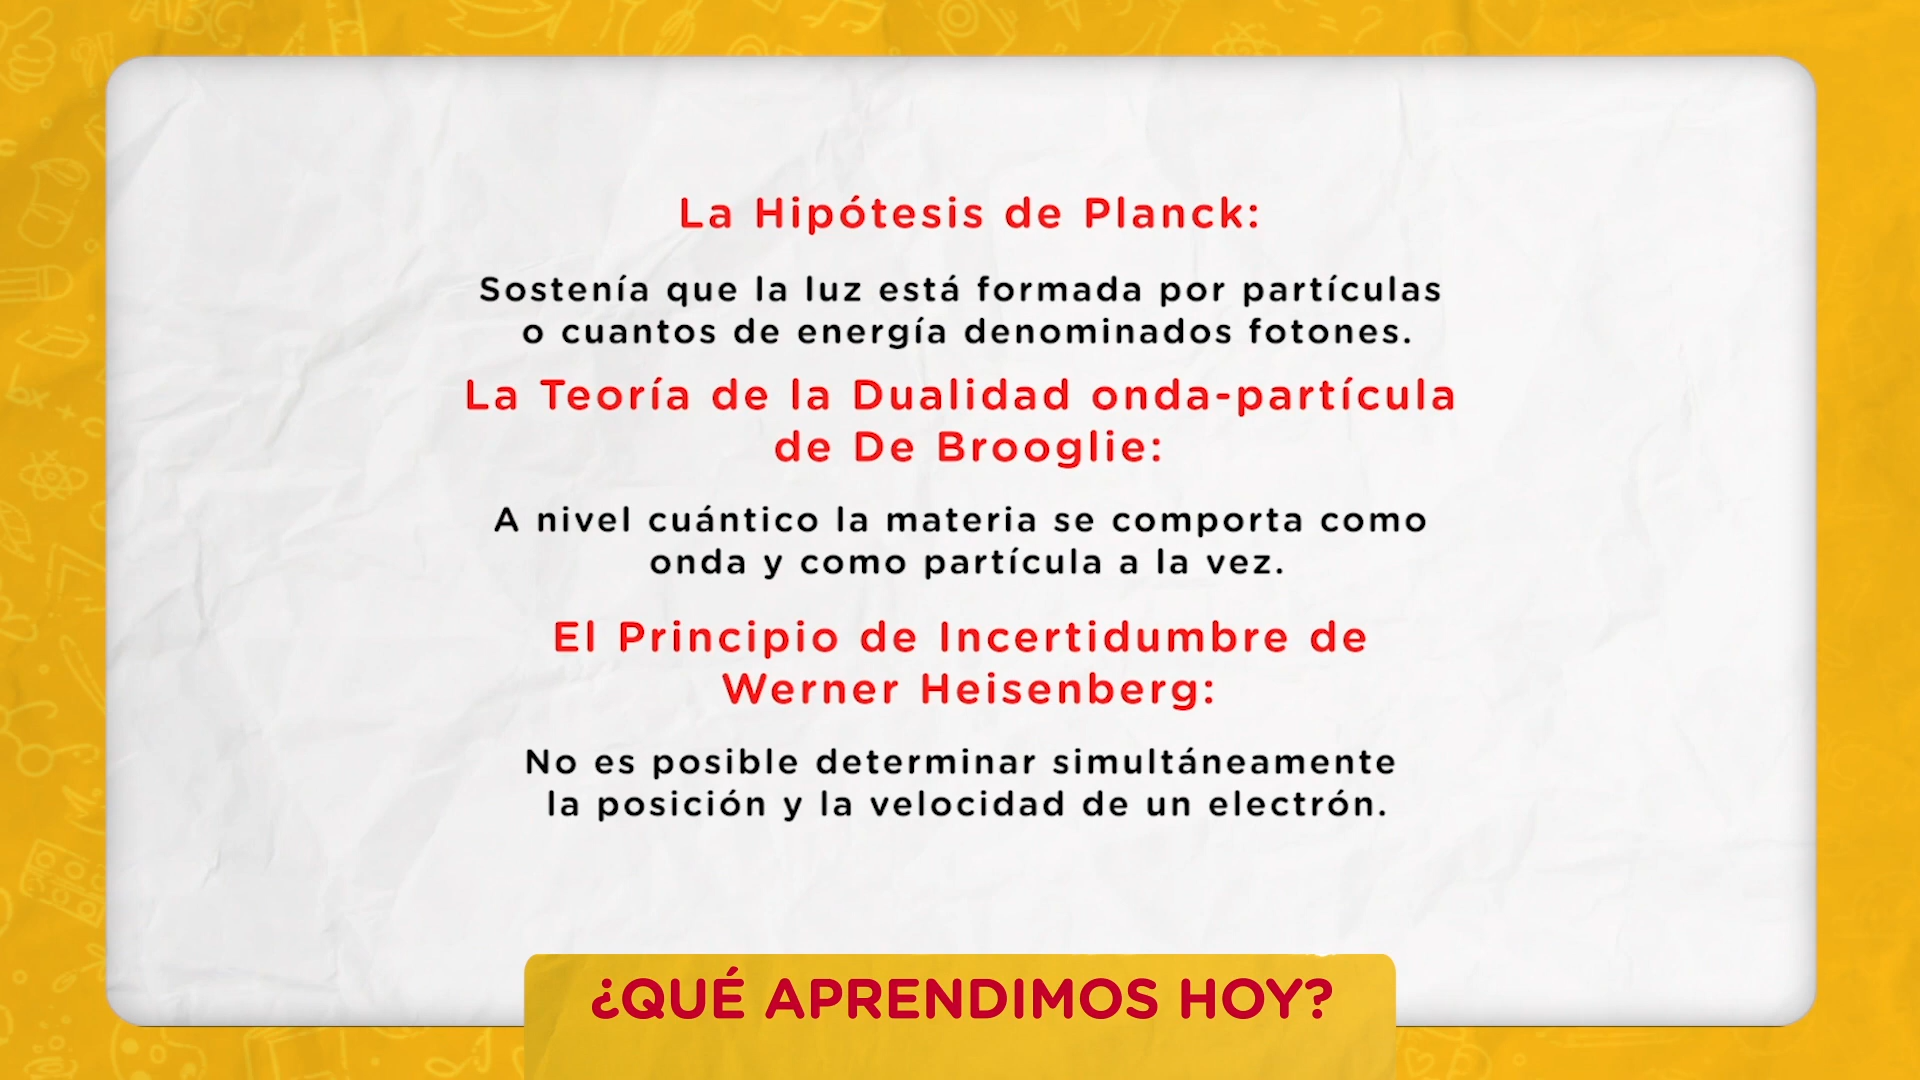 La Hipótesis de Planck:
Sostenía que la luz está formada por partículas
o cuantos de energía denominados fotones.
La Teoría de la Dualidad onda-partícula
de De Brooglie:
A nivel cuántico la materia se comporta como
onda y como partícula a la vez.
El Principio de Incertidumbre de
Werner Heisenberg:
No es posible determinar simultáneamente
la posición y la velocidad de un electrón.
¿QUÉ APRENDIMOS HOY?